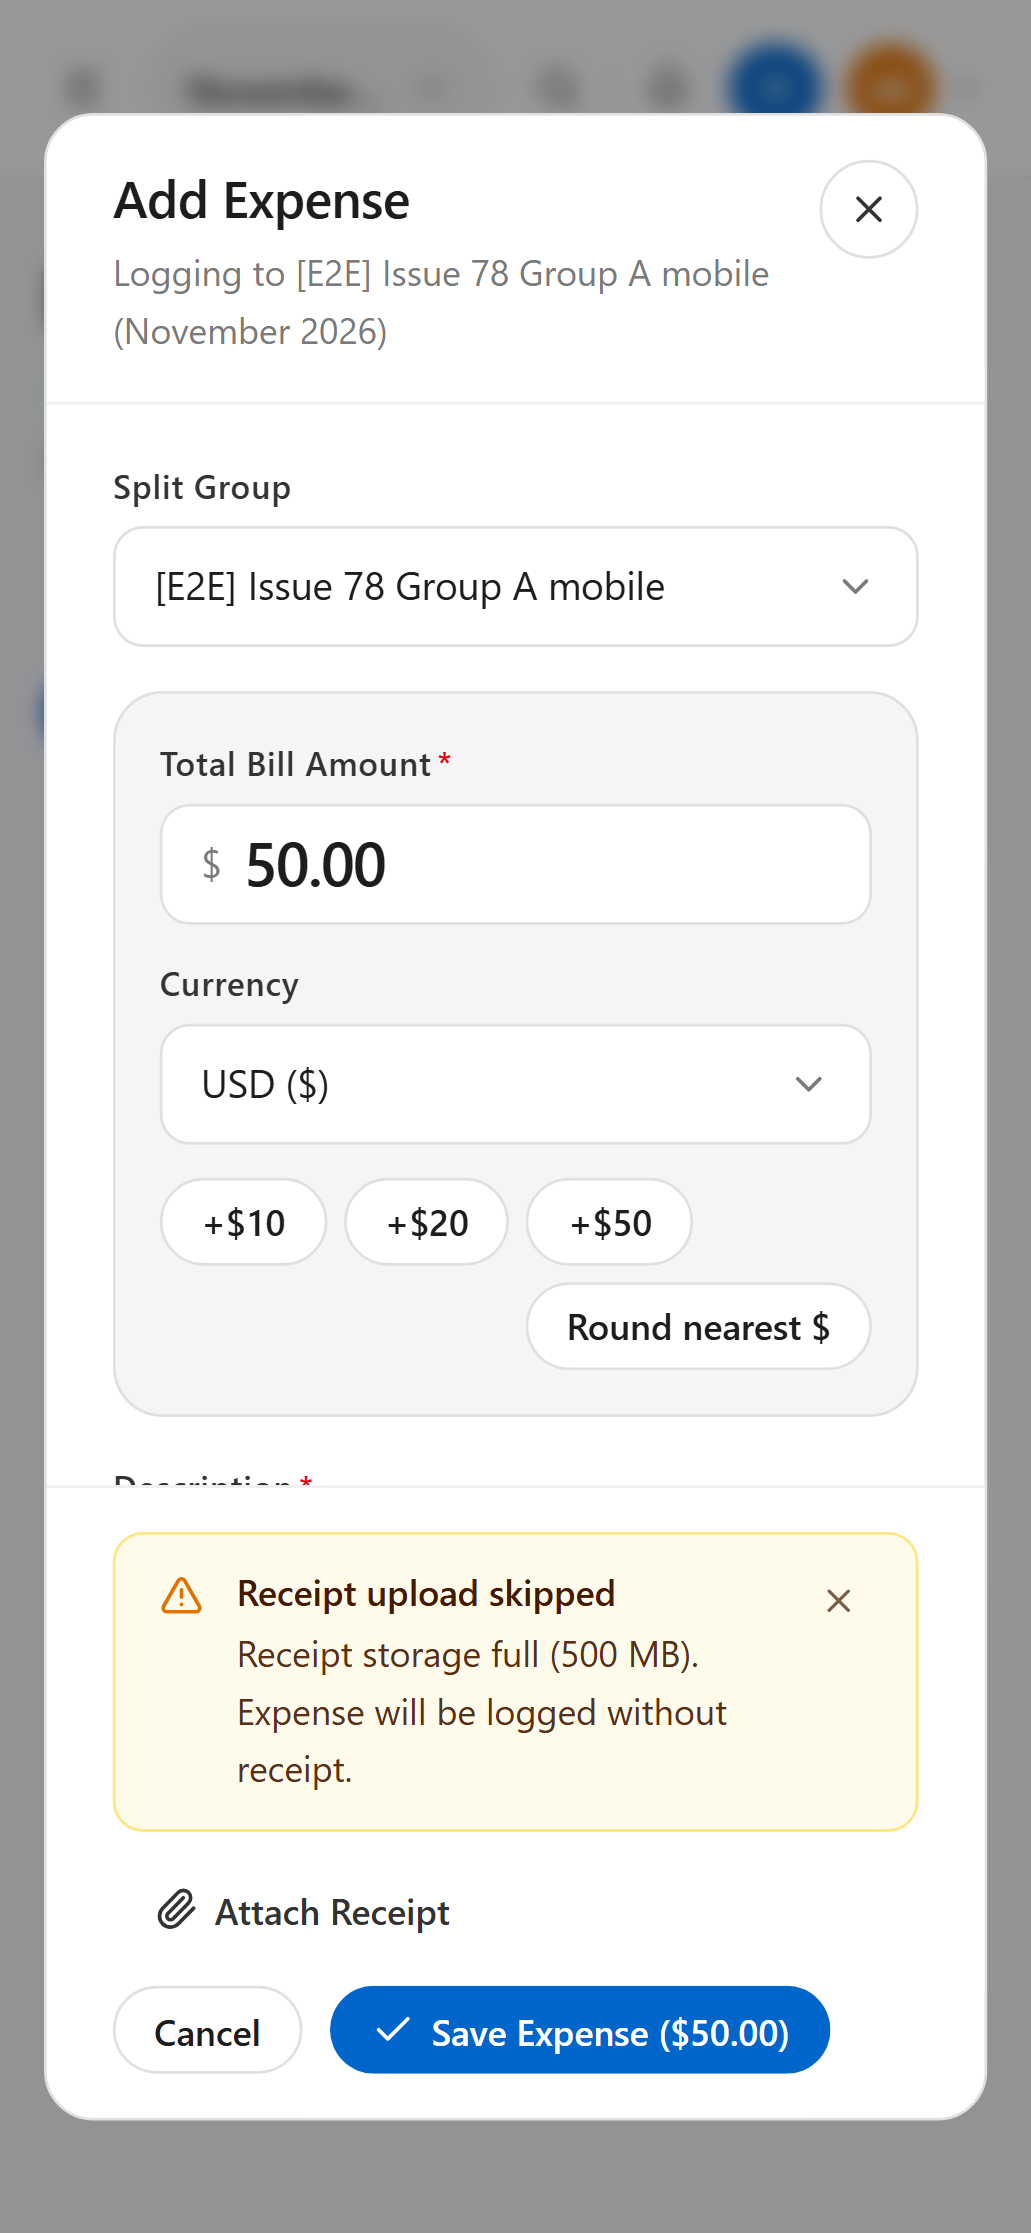 Add Expense
Logging to [E2E] Issue 78 Group A mobile
(November 2026)
Split Group
[E2E] Issue 78 Group A mobile
Total Bill Amount *
$ 50.00
Currency
USD ($)
+$10 +$20 +$50
Round nearest $
Description *
Receipt upload skipped
Receipt storage full (500 MB).
Expense will be logged without
receipt.
Attach Receipt
Cancel Save Expense ($50.00)